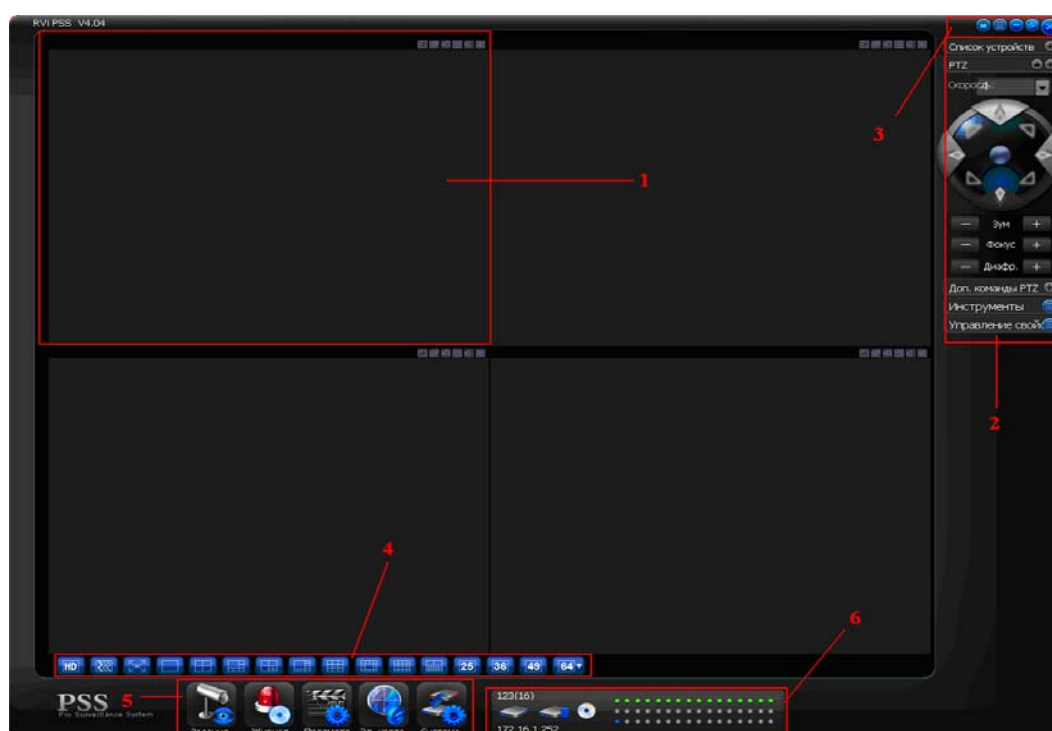 RVI PSS V4.04
3
Список устройств
PTZ
Скорость:
1
Зум
Фокус
Диафр.
Доп. команды PTZ
Инструменты
Управление свой
2
4
6
HD 25 36 49 64
PSS 5
Pro Surveillance System
123(16)
Журнал
172.16.1.252